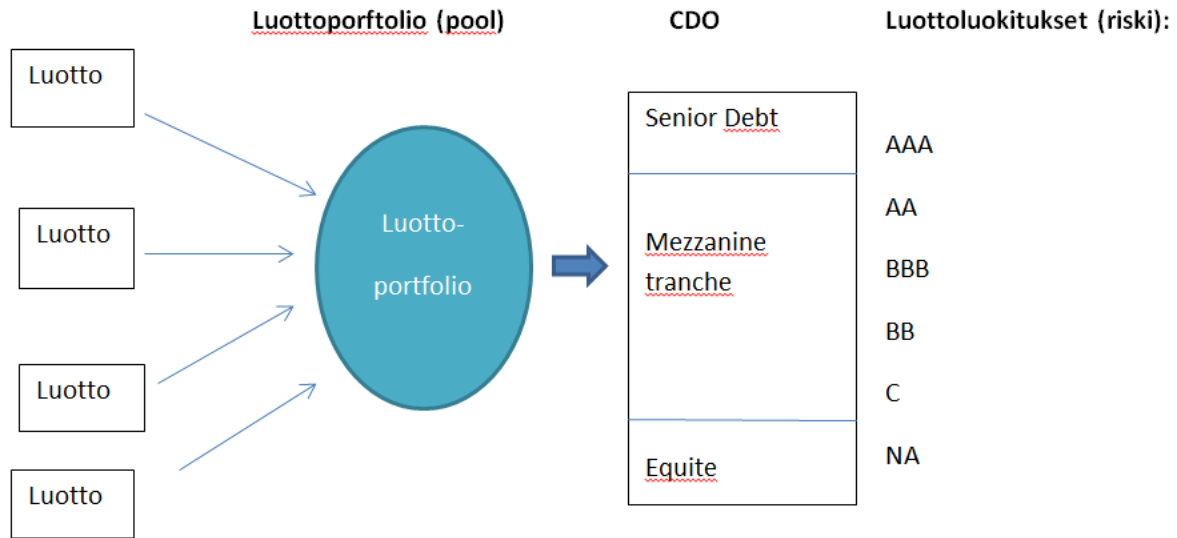 Luottoporftolio (pool)
CDO
Luottoluokitukset (riski):
Luotto
Luotto
Luotto
Luotto
Luotto-
portfolio
Senior Debt
Mezzanine
tranche
Equite
AAA
AA
BBB
BB
C
NA